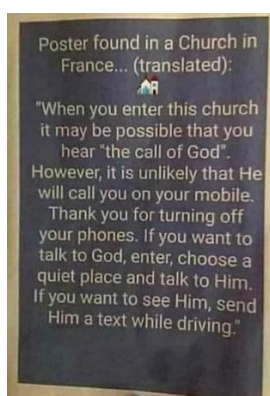 Poster found in a Church in
France... (translated):
"When you enter this church
it may be possible that you
hear "the call of God".
However, it is unlikely that He
will call you on your mobile.
Thank you for turning off
your phones. If you want to
talk to God, enter, choose a
quiet place and talk to Him.
If you want to see Him, send
Him a text while driving."